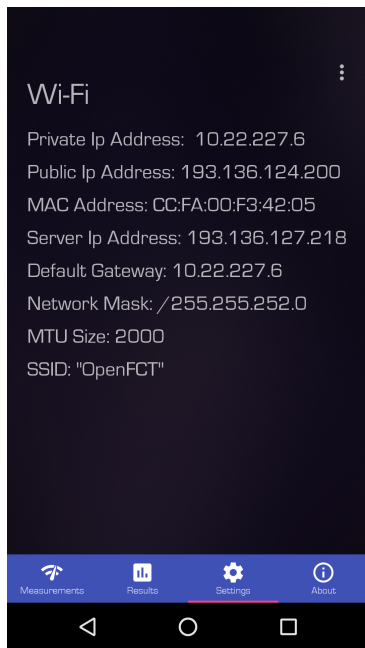 Wi-Fi
Private Ip Address: 10.22.227.6
Public Ip Address: 193.136.124.200
MAC Address: CC:FA:00:F3:42:05
Server Ip Address: 193.136.127.218
Default Gateway: 10.22.227.6
Network Mask: /255.255.252.0
MTU Size: 2000
SSID: "OpenFCT"
Measurements Results Settings About